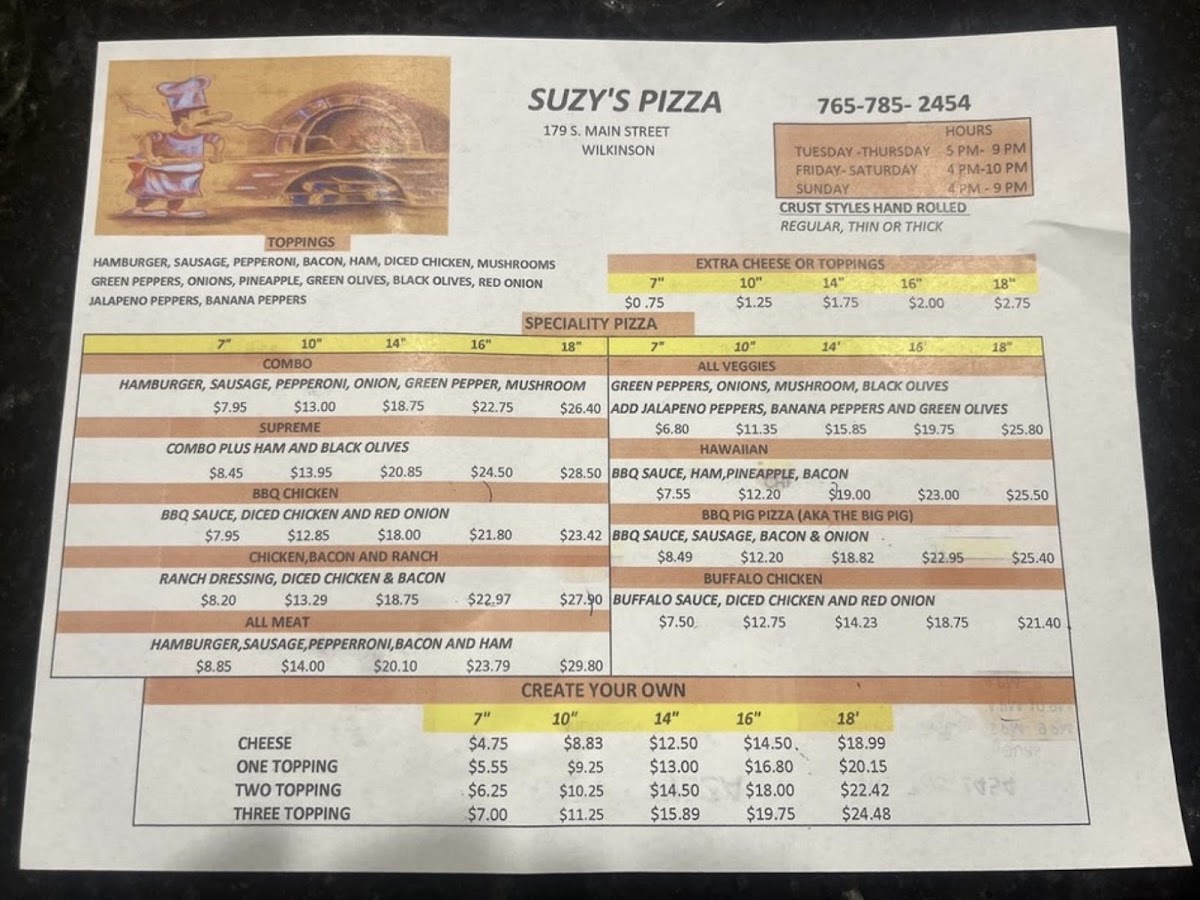 SUZY'S PIZZA
179 S. MAIN STREET
WILKINSON
765-785- 2454
HOURS
TUESDAY -THURSDAY 5 PM- 9 PM
FRIDAY- SATURDAY 4 PM-10 PM
SUNDAY 4 PM - 9 PM
CRUST STYLES HAND ROLLED
REGULAR, THIN OR THICK
TOPPINGS
HAMBURGER, SAUSAGE, PEPPERONI, BACON, HAM, DICED CHICKEN, MUSHROOMS
GREEN PEPPERS, ONIONS, PINEAPPLE, GREEN OLIVES, BLACK OLIVES, RED ONION
JALAPENO PEPPERS, BANANA PEPPERS
EXTRA CHEESE OR TOPPINGS
7" 10" 14" 16" 18"
$0 .75 $1.25 $1.75 $2.00 $2.75
SPECIALITY PIZZA
7" 10" 14" 16" 18"
COMBO
HAMBURGER, SAUSAGE, PEPPERONI, ONION, GREEN PEPPER, MUSHROOM
$7.95 $13.00 $18.75 $22.75 $26.40
SUPREME
COMBO PLUS HAM AND BLACK OLIVES
$8.45 $13.95 $20.85 $24.50 $28.50
BBQ CHICKEN
BBQ SAUCE, DICED CHICKEN AND RED ONION
$7.95 $12.85 $18.00 $21.80 $23.42
CHICKEN,BACON AND RANCH
RANCH DRESSING, DICED CHICKEN & BACON
$8.20 $13.29 $18.75 $22.97 $27.90
ALL MEAT
HAMBURGER,SAUSAGE,PEPPERRONI,BACON AND HAM
$8.85 $14.00 $20.10 $23.79 $29.80
7" 10" 14' 16' 18"
ALL VEGGIES
GREEN PEPPERS, ONIONS, MUSHROOM, BLACK OLIVES
ADD JALAPENO PEPPERS, BANANA PEPPERS AND GREEN OLIVES
$6.80 $11.35 $15.85 $19.75 $25.80
HAWAIIAN
BBQ SAUCE, HAM,PINEAPPLE, BACON
$7.55 $12.20 $19.00 $23.00 $25.50
BBQ PIG PIZZA (AKA THE BIG PIG)
BBQ SAUCE, SAUSAGE, BACON & ONION
$8.49 $12.20 $18.82 $22.95 $25.40
BUFFALO CHICKEN
BUFFALO SAUCE, DICED CHICKEN AND RED ONION
$7.50 $12.75 $14.23 $18.75 $21.40
CREATE YOUR OWN
7" 10" 14" 16" 18'
CHEESE $4.75 $8.83 $12.50 $14.50 $18.99
ONE TOPPING $5.55 $9.25 $13.00 $16.80 $20.15
TWO TOPPING $6.25 $10.25 $14.50 $18.00 $22.42
THREE TOPPING $7.00 $11.25 $15.89 $19.75 $24.48